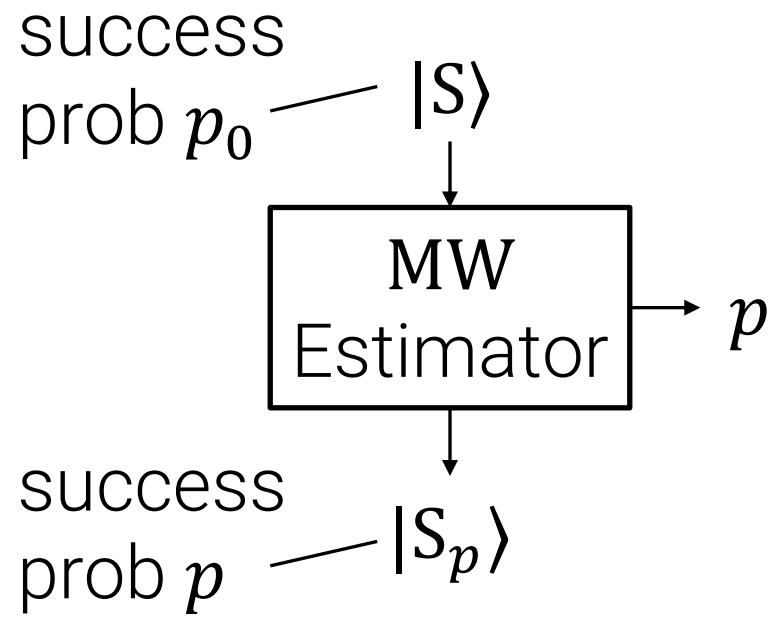 success
prob p₀
|S⟩
MW
Estimator
p
success
prob p
|Sₚ⟩